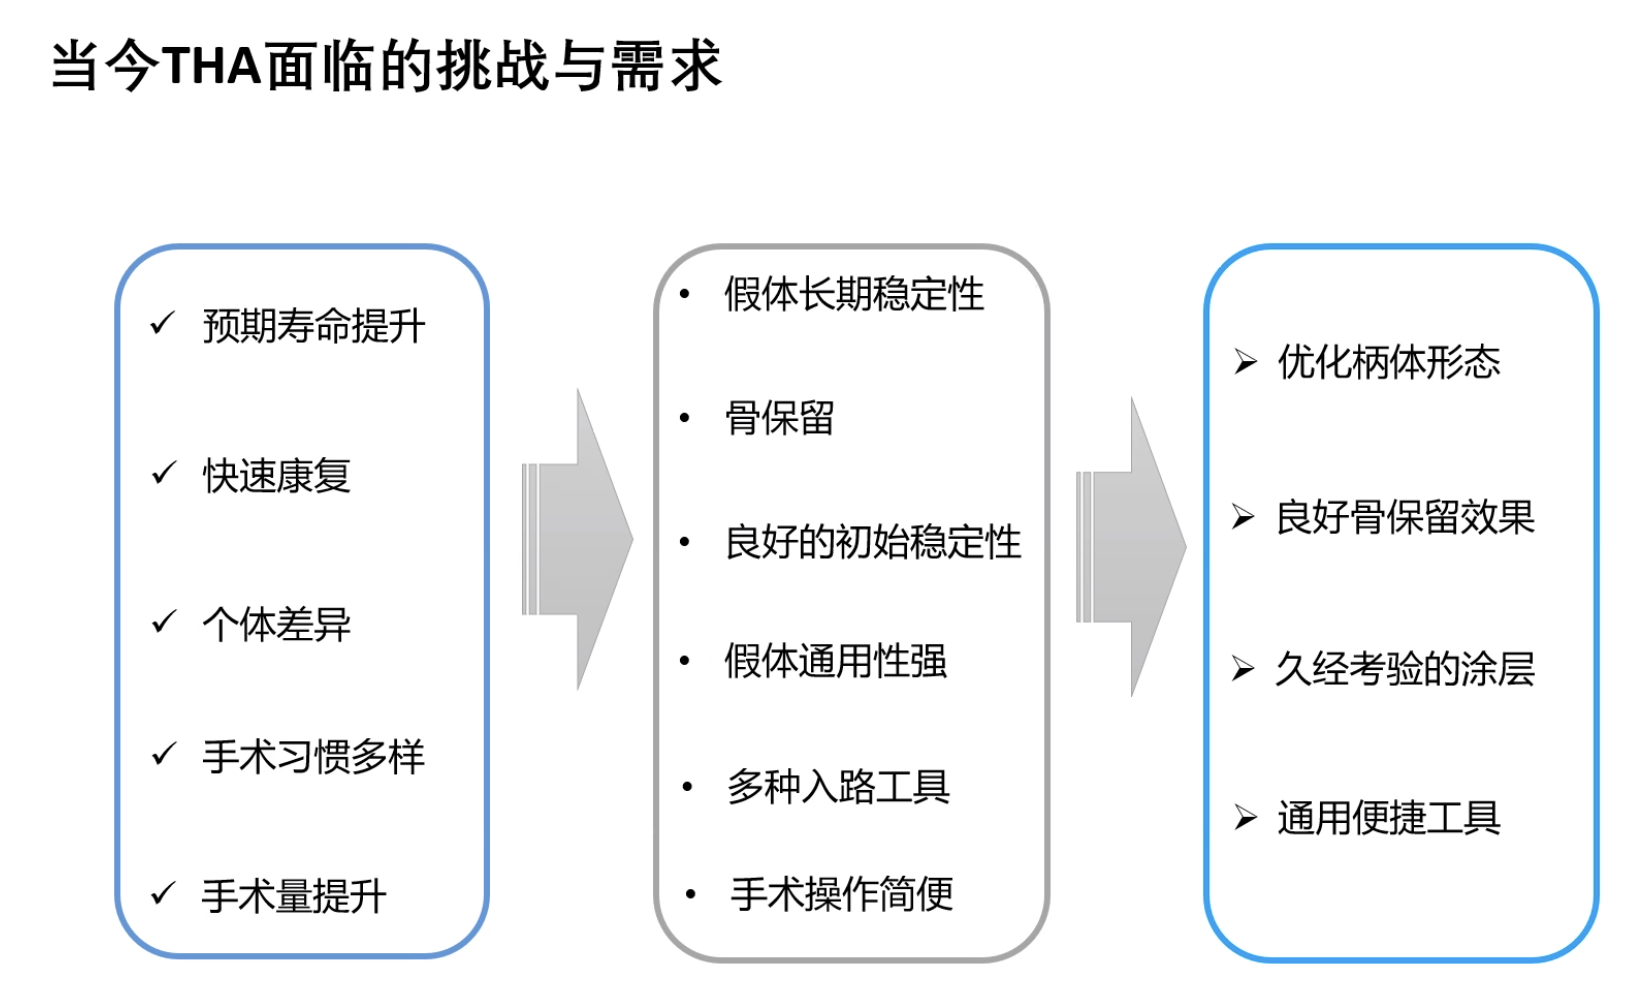 当今THA面临的挑战与需求
✓ 预期寿命提升
✓ 快速康复
✓ 个体差异
✓ 手术习惯多样
✓ 手术量提升
• 假体长期稳定性
• 骨保留
• 良好的初始稳定性
• 假体通用性强
• 多种入路工具
• 手术操作简便
➢ 优化柄体形态
➢ 良好骨保留效果
➢ 久经考验的涂层
➢ 通用便捷工具